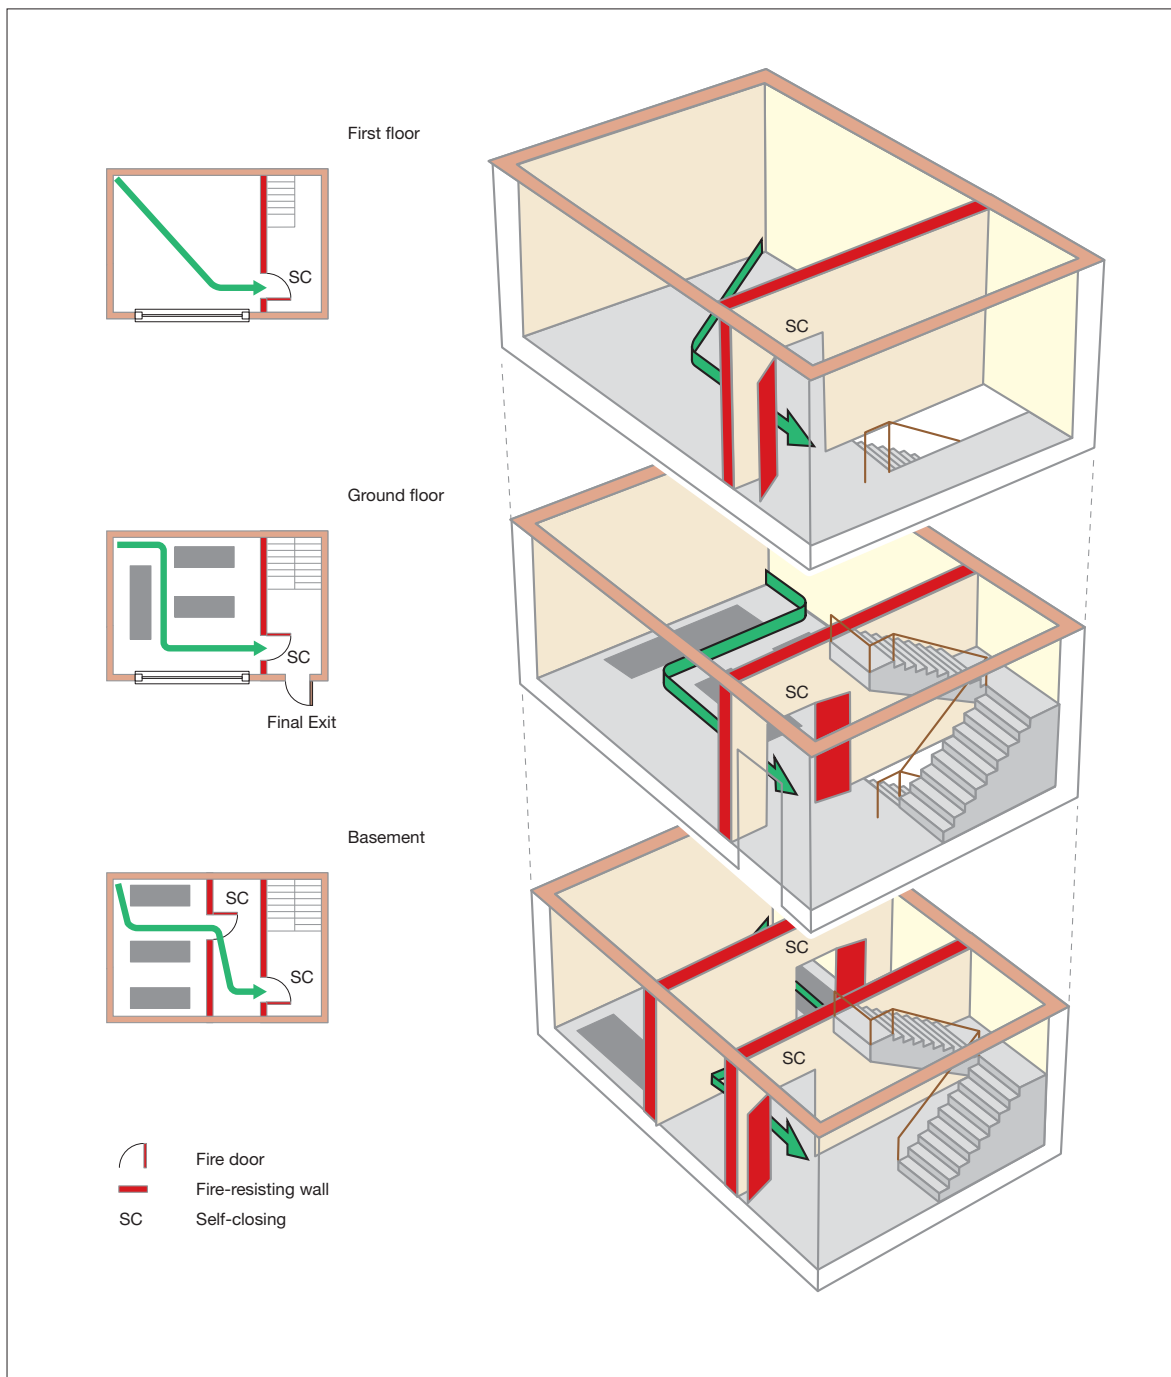 First floor
SC
SC
Ground floor
SC
SC
Final Exit
Basement
SC
SC
SC
SC
Fire door
Fire-resisting wall
SC Self-closing